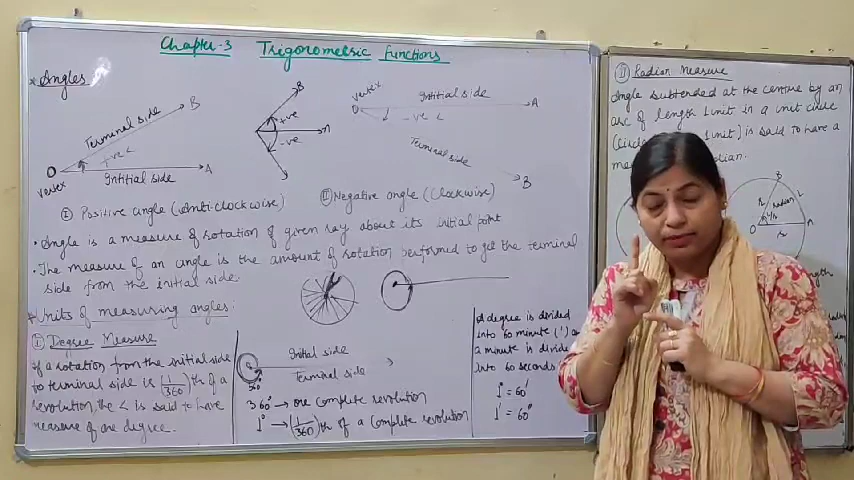 Chapter-3 Trigonometric functions
* Angles
Terminal side B
+ve <
O
Intitial side A
vertex
B
+ve
A
-ve
vertex
O Intitial side A
-ve <
Terminal side
B
I Positive angle (Anti-clockwise) II Negative angle (clockwise)
• Angle is a measure of rotation of given ray about its initial point
• The measure of an angle is the amount of rotation performed to get the terminal
side from the initial side.
* Units of measuring angles:
I Degree Measure
If a rotation from the initial side
to terminal side is (1/360)th of a
revolution, the < is said to have
measure of one degree.
Initial side
Terminal side
360
360° → one complete revolution
1° → (1/360)th of a complete revolution
A degree is divided
into 60 minute (') &
a minute is divide
into 60 seconds
1° = 60'
1' = 60"
II Radian Measure
Angle subtended at the centre by an
arc of length 1 unit in a unit circle
1 unit) is said to have a
B
radian
O
ength